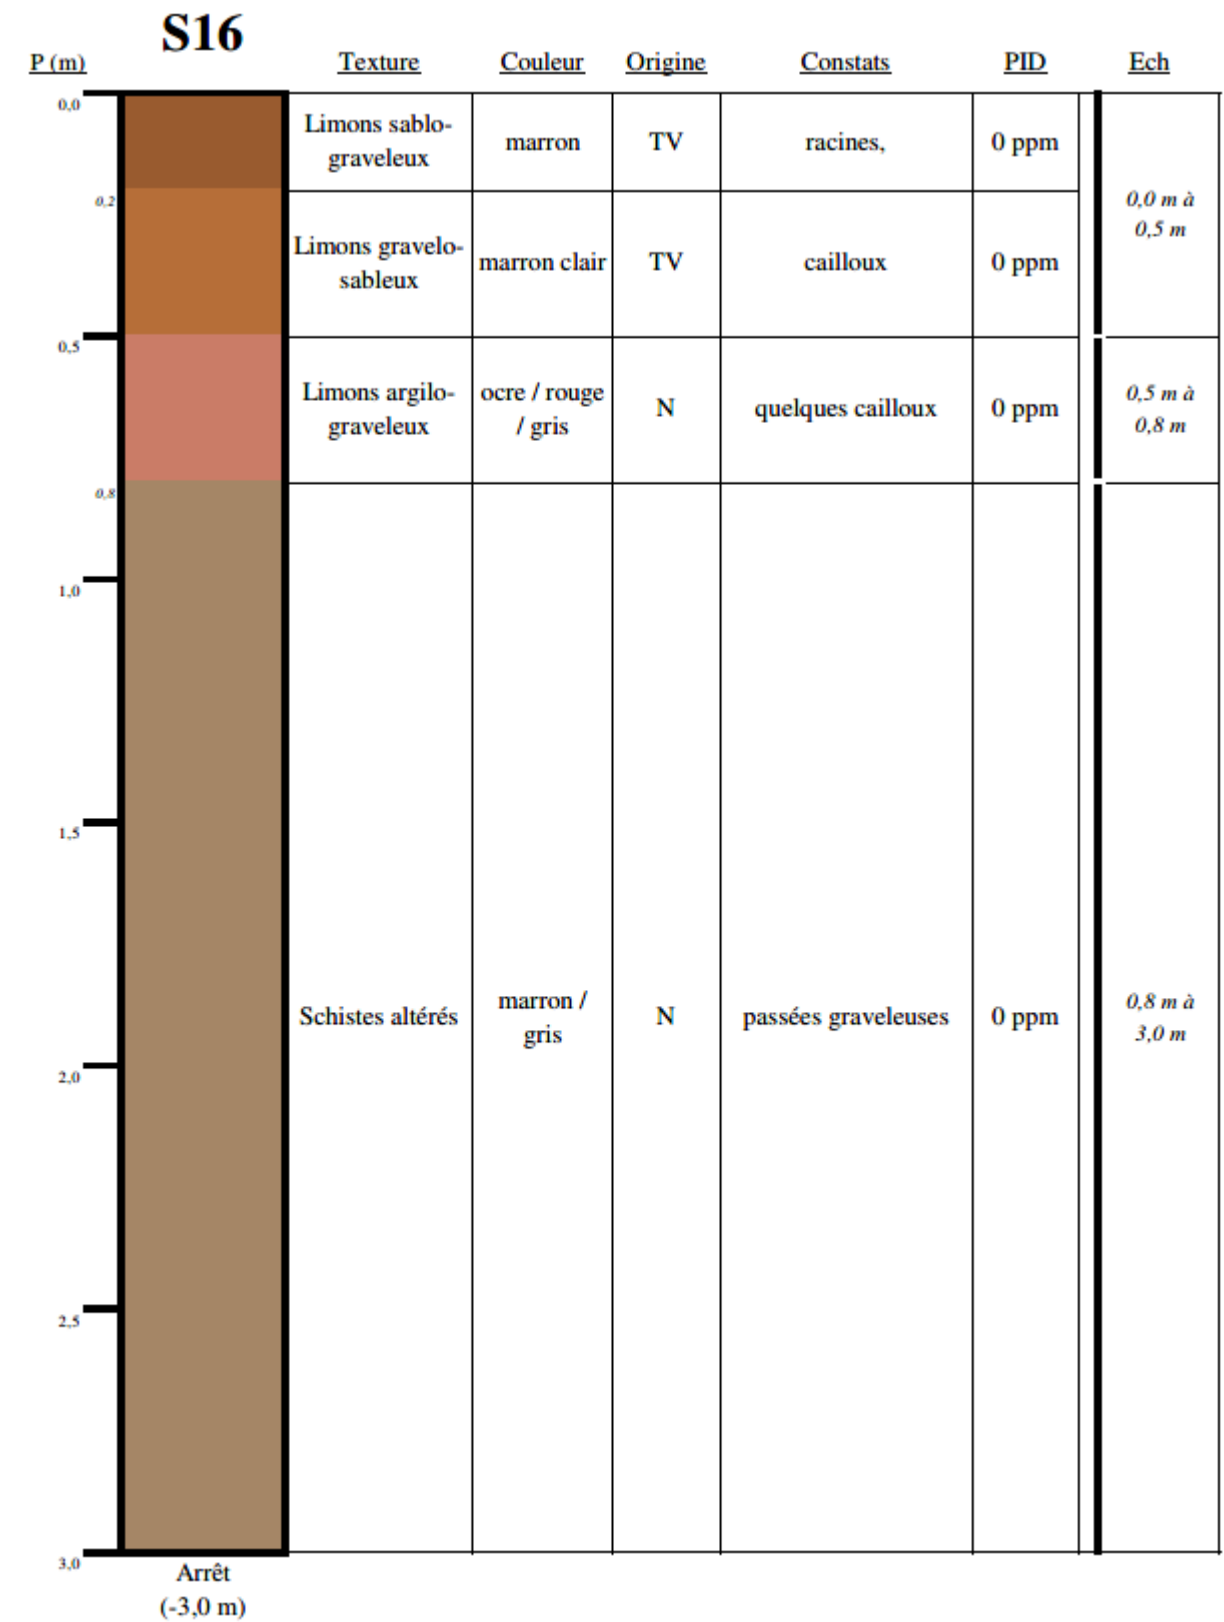 S16
P (m) Texture Couleur Origine Constats PID Ech
0,0
Limons sablo-
graveleux
marron
TV
racines,
0 ppm
0,0 m à
0,5 m
0,2
Limons gravelo-
sableux
marron clair
TV
cailloux
0 ppm
0,5
Limons argilo-
graveleux
ocre / rouge
/ gris
N
quelques cailloux
0 ppm
0,5 m à
0,8 m
0,8
1,0
1,5
Schistes altérés
marron /
gris
N
passées graveleuses
0 ppm
0,8 m à
3,0 m
2,0
2,5
3,0
Arrêt
(-3,0 m)